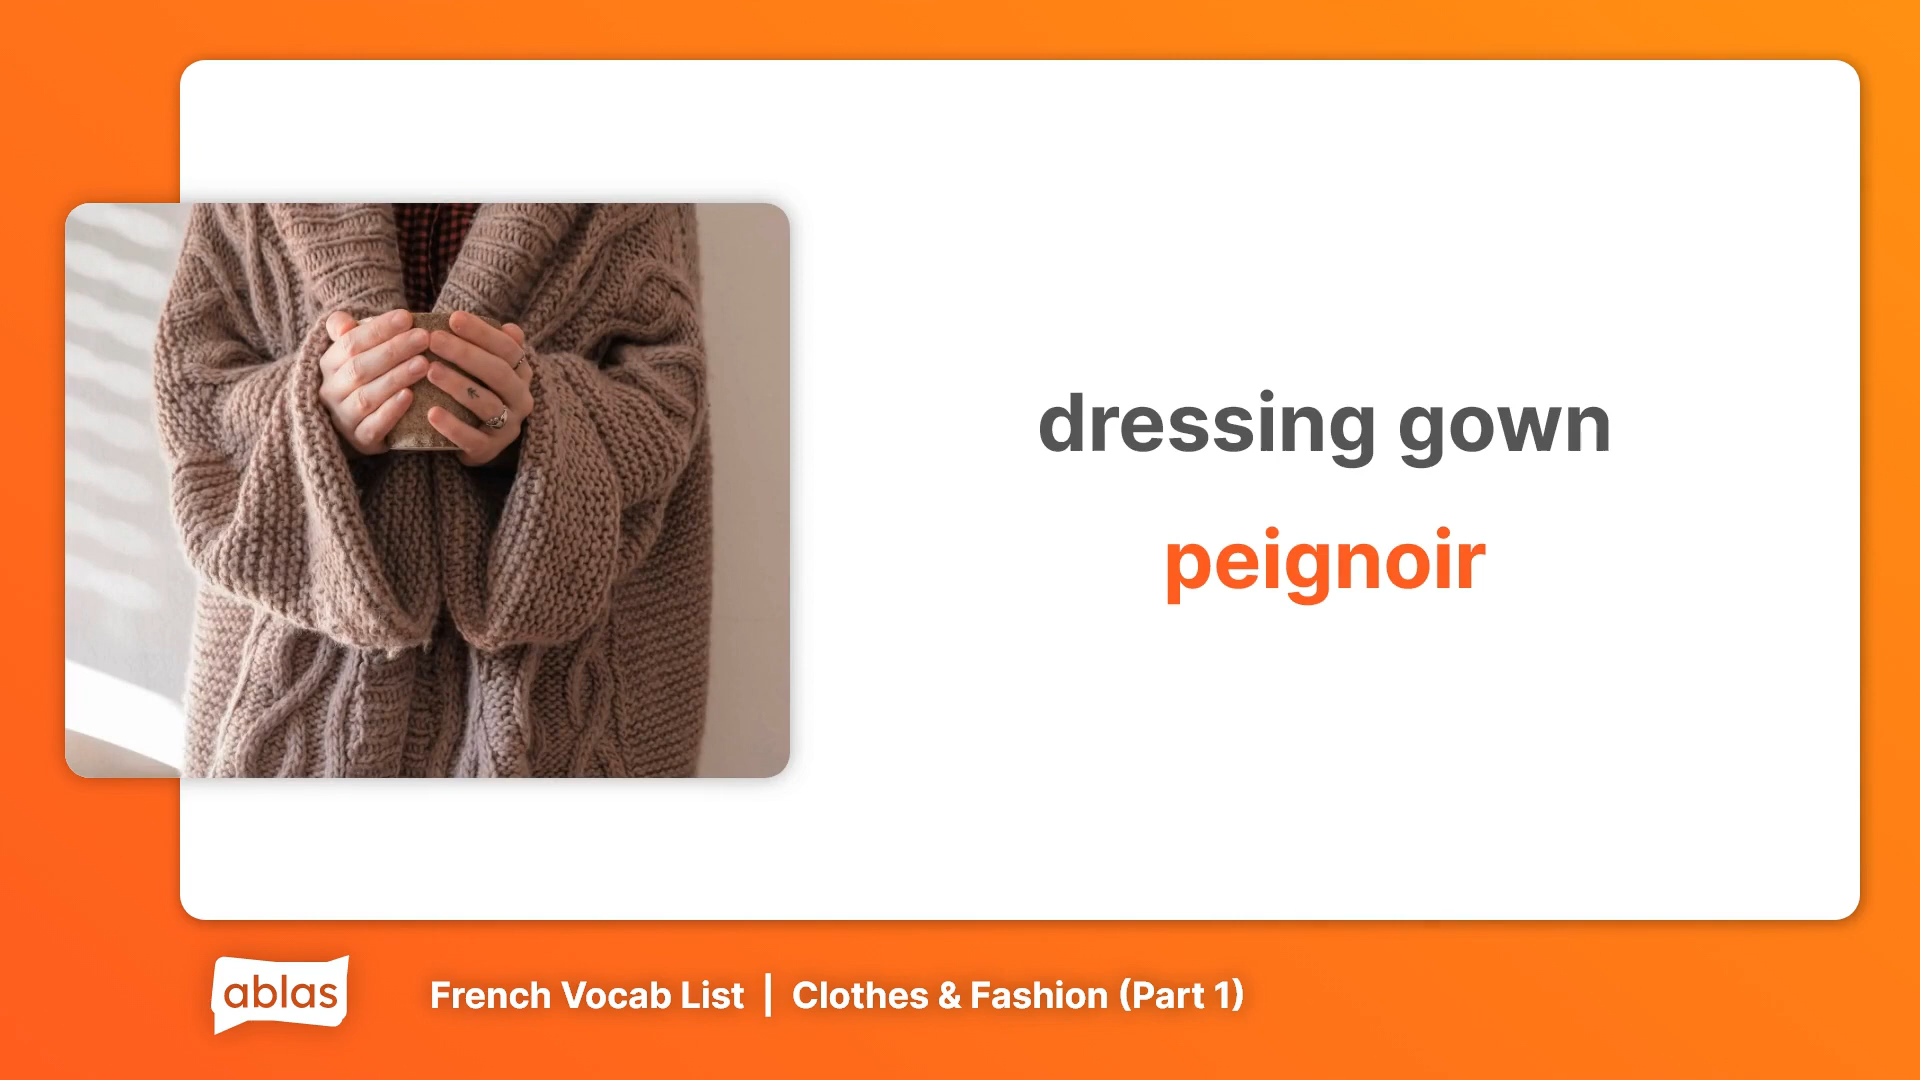 dressing gown
peignoir
ablas
French Vocab List | Clothes & Fashion (Part 1)